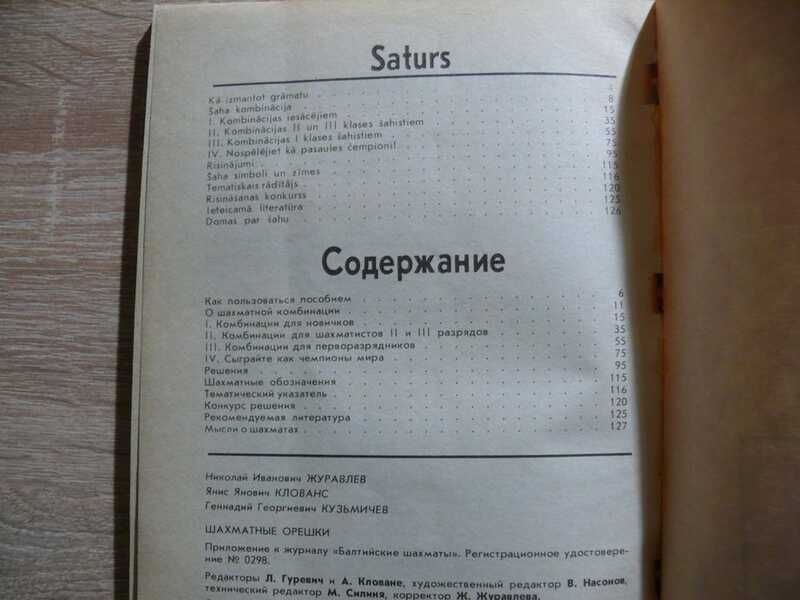 Saturs
Kā izmantot grāmatu 4
Šaha kombinācija 8
I. Kombinācijas iesācējiem 15
II. Kombinācijas II un III klases šahistiem 35
III. Kombinācijas I klases šahistiem 55
IV. Nospēlējiet kā pasaules čempioni! 75
Risinājumi 95
Šaha simboli un zīmes 115
Tematiskais rādītājs 116
Risināšanas konkurss 120
Ieteicamā literatūra 125
Domas par šahu 126
Содержание
Как пользоваться пособием 6
О шахматной комбинации 11
I. Комбинации для новичков 15
II. Комбинации для шахматистов II и III разрядов 35
III. Комбинации для перворазрядников 55
IV. Сыграйте как чемпионы мира 75
Решения 95
Шахматные обозначения 115
Тематический указатель 116
Конкурс решения 120
Рекомендуемая литература 125
Мысли о шахматах 127
Николай Иванович ЖУРАВЛЕВ
Янис Янович КЛОВАНС
Геннадий Георгиевич КУЗЬМИЧЕВ
ШАХМАТНЫЕ ОРЕШКИ
Приложение к журналу «Балтийские шахматы». Регистрационное удостовере-
ние № 0298.
Редакторы Л. Гуревич и А. Кловане, художественный редактор В. Насонов,
технический редактор М. Силиня, корректор Ж. Журавлева.